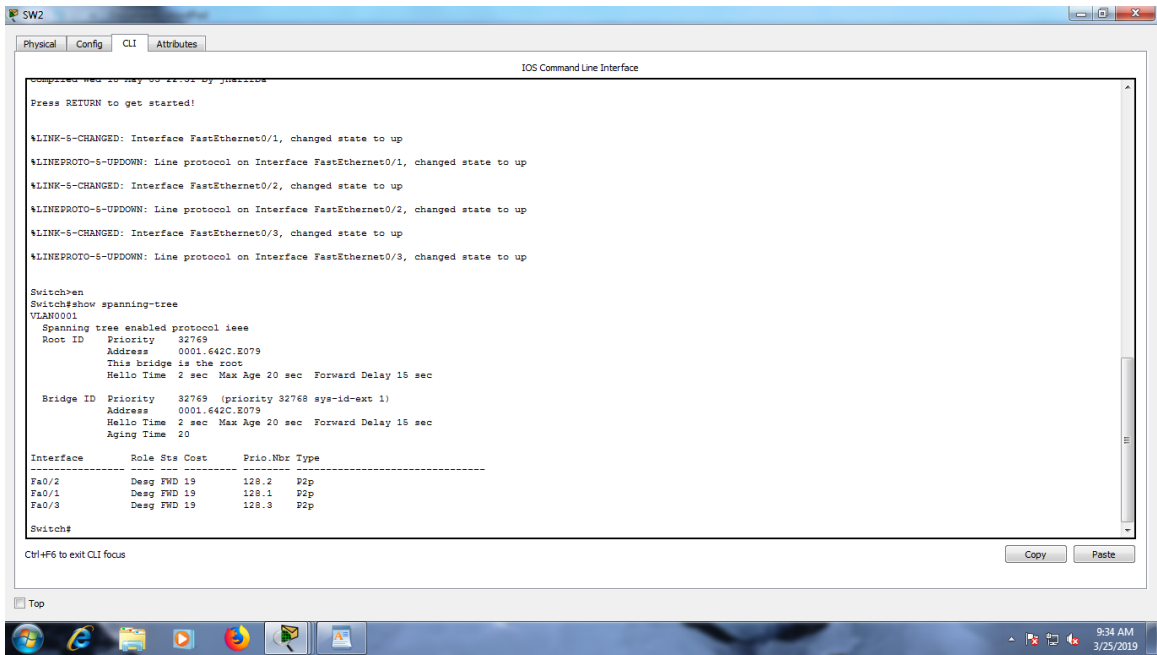 SW2
Physical Config CLI Attributes
IOS Command Line Interface
Press RETURN to get started!
%LINK-5-CHANGED: Interface FastEthernet0/1, changed state to up
%LINEPROTO-5-UPDOWN: Line protocol on Interface FastEthernet0/1, changed state to up
%LINK-5-CHANGED: Interface FastEthernet0/2, changed state to up
%LINEPROTO-5-UPDOWN: Line protocol on Interface FastEthernet0/2, changed state to up
%LINK-5-CHANGED: Interface FastEthernet0/3, changed state to up
%LINEPROTO-5-UPDOWN: Line protocol on Interface FastEthernet0/3, changed state to up
Switch>en
Switch#show spanning-tree
VLAN0001
Spanning tree enabled protocol ieee
Root ID Priority 32769
Address 0001.642C.E079
This bridge is the root
Hello Time 2 sec Max Age 20 sec Forward Delay 15 sec
Bridge ID Priority 32769 (priority 32768 sys-id-ext 1)
Address 0001.642C.E079
Hello Time 2 sec Max Age 20 sec Forward Delay 15 sec
Aging Time 20
Interface Role Sts Cost Prio.Nbr Type
---------------- ---- --- --------- -------- --------------------------------
Fa0/2 Desg FWD 19 128.2 P2p
Fa0/1 Desg FWD 19 128.1 P2p
Fa0/3 Desg FWD 19 128.3 P2p
Switch#
Ctrl+F6 to exit CLI focus
Copy Paste
Top
9:34 AM
3/25/2019